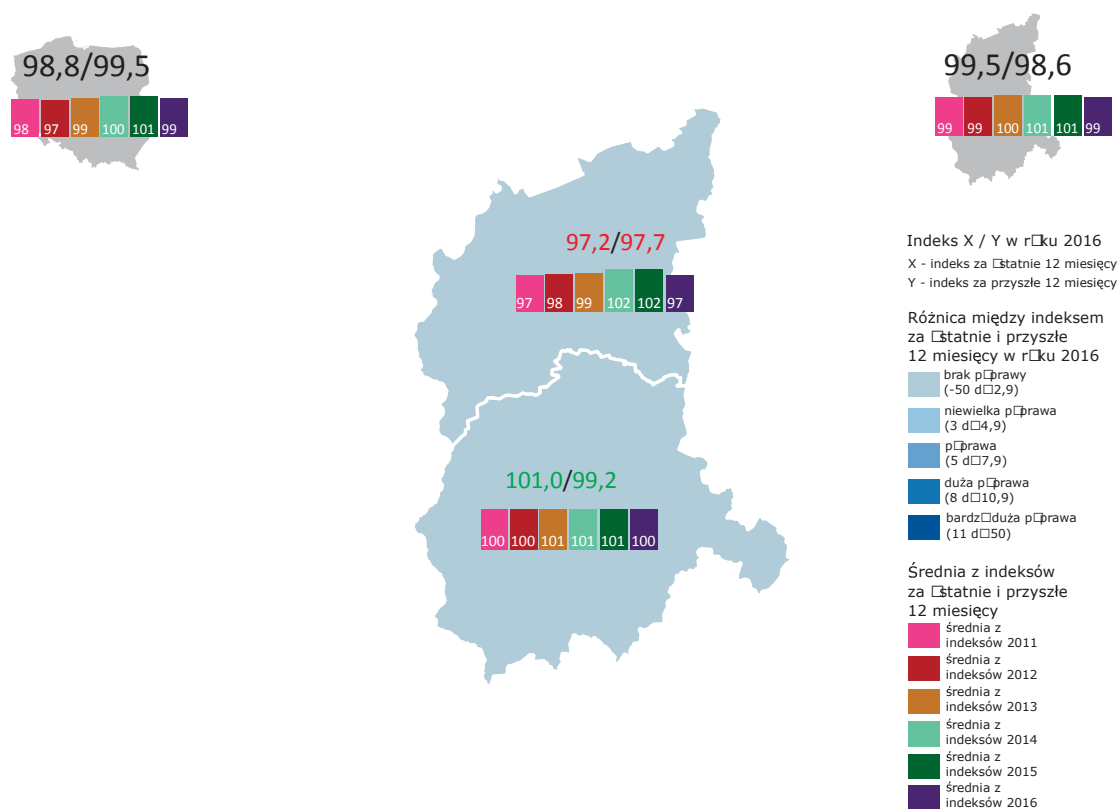 98,8/99,5
98 97 99 100 101 99
99,5/98,6
99 99 100 101 101 99
97,2/97,7
97 98 99 102 102 97
101,0/99,2
100 100 101 101 101 100
Indeks X / Y w r□ku 2016
X - indeks za □statnie 12 miesięcy
Y - indeks za przyszłe 12 miesięcy
Różnica między indeksem
za □statnie i przyszłe
12 miesięcy w r□ku 2016
brak p□prawy
(-50 d□2,9)
niewielka p□prawa
(3 d□4,9)
p□prawa
(5 d□7,9)
duża p□prawa
(8 d□10,9)
bardz□duża p□prawa
(11 d□50)
Średnia z indeksów
za □statnie i przyszłe
12 miesięcy
średnia z
indeksów 2011
średnia z
indeksów 2012
średnia z
indeksów 2013
średnia z
indeksów 2014
średnia z
indeksów 2015
średnia z
indeksów 2016